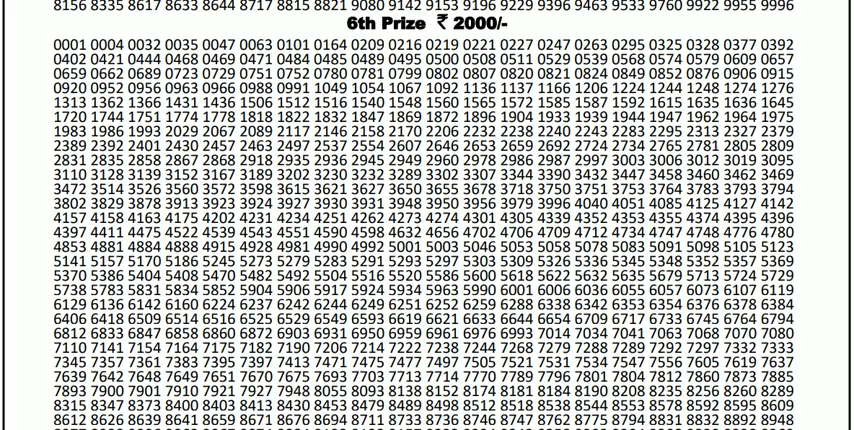 8156 8335 8617 8633 8644 8717 8815 8821 9080 9142 9153 9196 9229 9396 9463 9533 9760 9922 9955 9996
6th Prize ₹ 2000/-
0001 0004 0032 0035 0047 0063 0101 0164 0209 0216 0219 0221 0227 0247 0263 0295 0325 0328 0377 0392
0402 0421 0444 0468 0469 0471 0484 0485 0489 0495 0500 0508 0511 0529 0539 0568 0574 0579 0609 0657
0659 0662 0689 0723 0729 0751 0752 0780 0781 0799 0802 0807 0820 0821 0824 0849 0852 0876 0906 0915
0920 0952 0956 0963 0966 0988 0991 1049 1054 1067 1092 1136 1137 1166 1206 1224 1244 1248 1274 1276
1313 1362 1366 1431 1436 1506 1512 1516 1540 1548 1560 1565 1572 1585 1587 1592 1615 1635 1636 1645
1720 1744 1751 1774 1778 1818 1822 1832 1847 1869 1872 1896 1904 1933 1939 1944 1947 1962 1964 1975
1983 1986 1993 2029 2067 2089 2117 2146 2158 2170 2206 2232 2238 2240 2243 2283 2295 2313 2327 2379
2389 2392 2401 2430 2457 2463 2497 2537 2554 2607 2646 2653 2659 2692 2724 2734 2765 2781 2805 2809
2831 2835 2858 2867 2868 2918 2935 2936 2945 2949 2960 2978 2986 2987 2997 3003 3006 3012 3019 3095
3110 3128 3139 3152 3167 3189 3202 3230 3232 3289 3302 3307 3344 3390 3432 3447 3458 3460 3462 3469
3472 3514 3526 3560 3572 3598 3615 3621 3627 3650 3655 3678 3718 3750 3751 3753 3764 3783 3793 3794
3802 3829 3878 3913 3923 3924 3927 3930 3931 3948 3950 3956 3979 3996 4040 4051 4085 4125 4127 4142
4157 4158 4163 4175 4202 4231 4234 4251 4262 4273 4274 4301 4305 4339 4352 4353 4355 4374 4395 4396
4397 4411 4475 4522 4539 4543 4551 4590 4598 4632 4656 4702 4706 4709 4712 4734 4747 4748 4776 4780
4853 4881 4884 4888 4915 4928 4981 4990 4992 5001 5003 5046 5053 5058 5078 5083 5091 5098 5105 5123
5141 5157 5170 5186 5245 5273 5279 5283 5291 5293 5297 5303 5309 5326 5335 5345 5348 5352 5357 5369
5370 5386 5404 5408 5470 5482 5492 5504 5516 5520 5586 5600 5618 5622 5632 5635 5679 5713 5724 5729
5738 5783 5831 5834 5852 5904 5906 5917 5924 5934 5963 5990 6001 6006 6036 6055 6057 6073 6107 6119
6129 6136 6142 6160 6224 6237 6242 6244 6249 6251 6252 6259 6288 6338 6342 6353 6354 6376 6378 6384
6406 6418 6509 6514 6516 6525 6529 6549 6593 6619 6621 6633 6644 6654 6709 6717 6733 6745 6764 6794
6812 6833 6847 6858 6860 6872 6903 6931 6950 6959 6961 6976 6993 7014 7034 7041 7063 7068 7070 7080
7110 7141 7154 7164 7175 7182 7190 7206 7214 7222 7238 7244 7268 7279 7288 7289 7292 7297 7332 7333
7345 7357 7361 7383 7395 7397 7413 7471 7475 7477 7497 7505 7521 7531 7534 7547 7556 7605 7619 7637
7639 7642 7648 7649 7651 7670 7675 7693 7703 7713 7714 7770 7789 7796 7801 7804 7812 7860 7873 7885
7893 7900 7901 7910 7921 7927 7948 8055 8093 8138 8152 8174 8181 8184 8190 8208 8235 8256 8260 8289
8315 8347 8373 8400 8403 8413 8430 8453 8479 8489 8498 8512 8518 8538 8544 8553 8578 8592 8595 8609
8612 8626 8639 8641 8659 8671 8676 8694 8711 8733 8736 8746 8747 8762 8775 8794 8831 8832 8892 8948